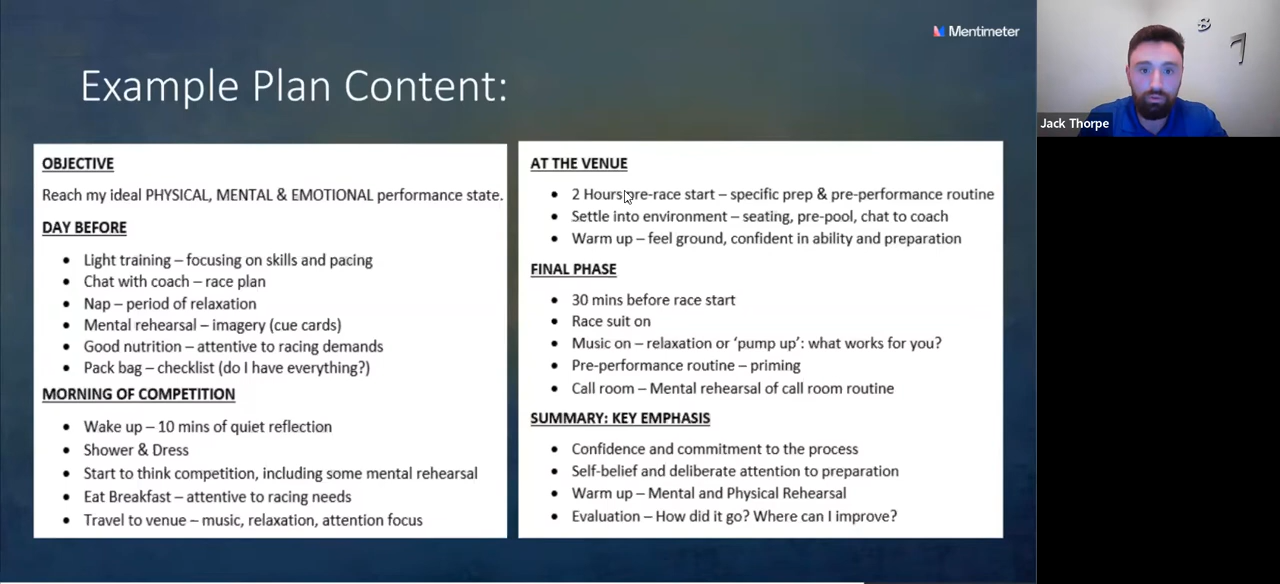 Mentimeter
Example Plan Content:
OBJECTIVE
Reach my ideal PHYSICAL, MENTAL & EMOTIONAL performance state.
DAY BEFORE
• Light training – focusing on skills and pacing
• Chat with coach – race plan
• Nap – period of relaxation
• Mental rehearsal – imagery (cue cards)
• Good nutrition – attentive to racing demands
• Pack bag – checklist (do I have everything?)
MORNING OF COMPETITION
• Wake up – 10 mins of quiet reflection
• Shower & Dress
• Start to think competition, including some mental rehearsal
• Eat Breakfast – attentive to racing needs
• Travel to venue – music, relaxation, attention focus
AT THE VENUE
• 2 Hours pre-race start – specific prep & pre-performance routine
• Settle into environment – seating, pre-pool, chat to coach
• Warm up – feel ground, confident in ability and preparation
FINAL PHASE
• 30 mins before race start
• Race suit on
• Music on – relaxation or ‘pump up’: what works for you?
• Pre-performance routine – priming
• Call room – Mental rehearsal of call room routine
SUMMARY: KEY EMPHASIS
• Confidence and commitment to the process
• Self-belief and deliberate attention to preparation
• Warm up – Mental and Physical Rehearsal
• Evaluation – How did it go? Where can I improve?
Jack Thorpe